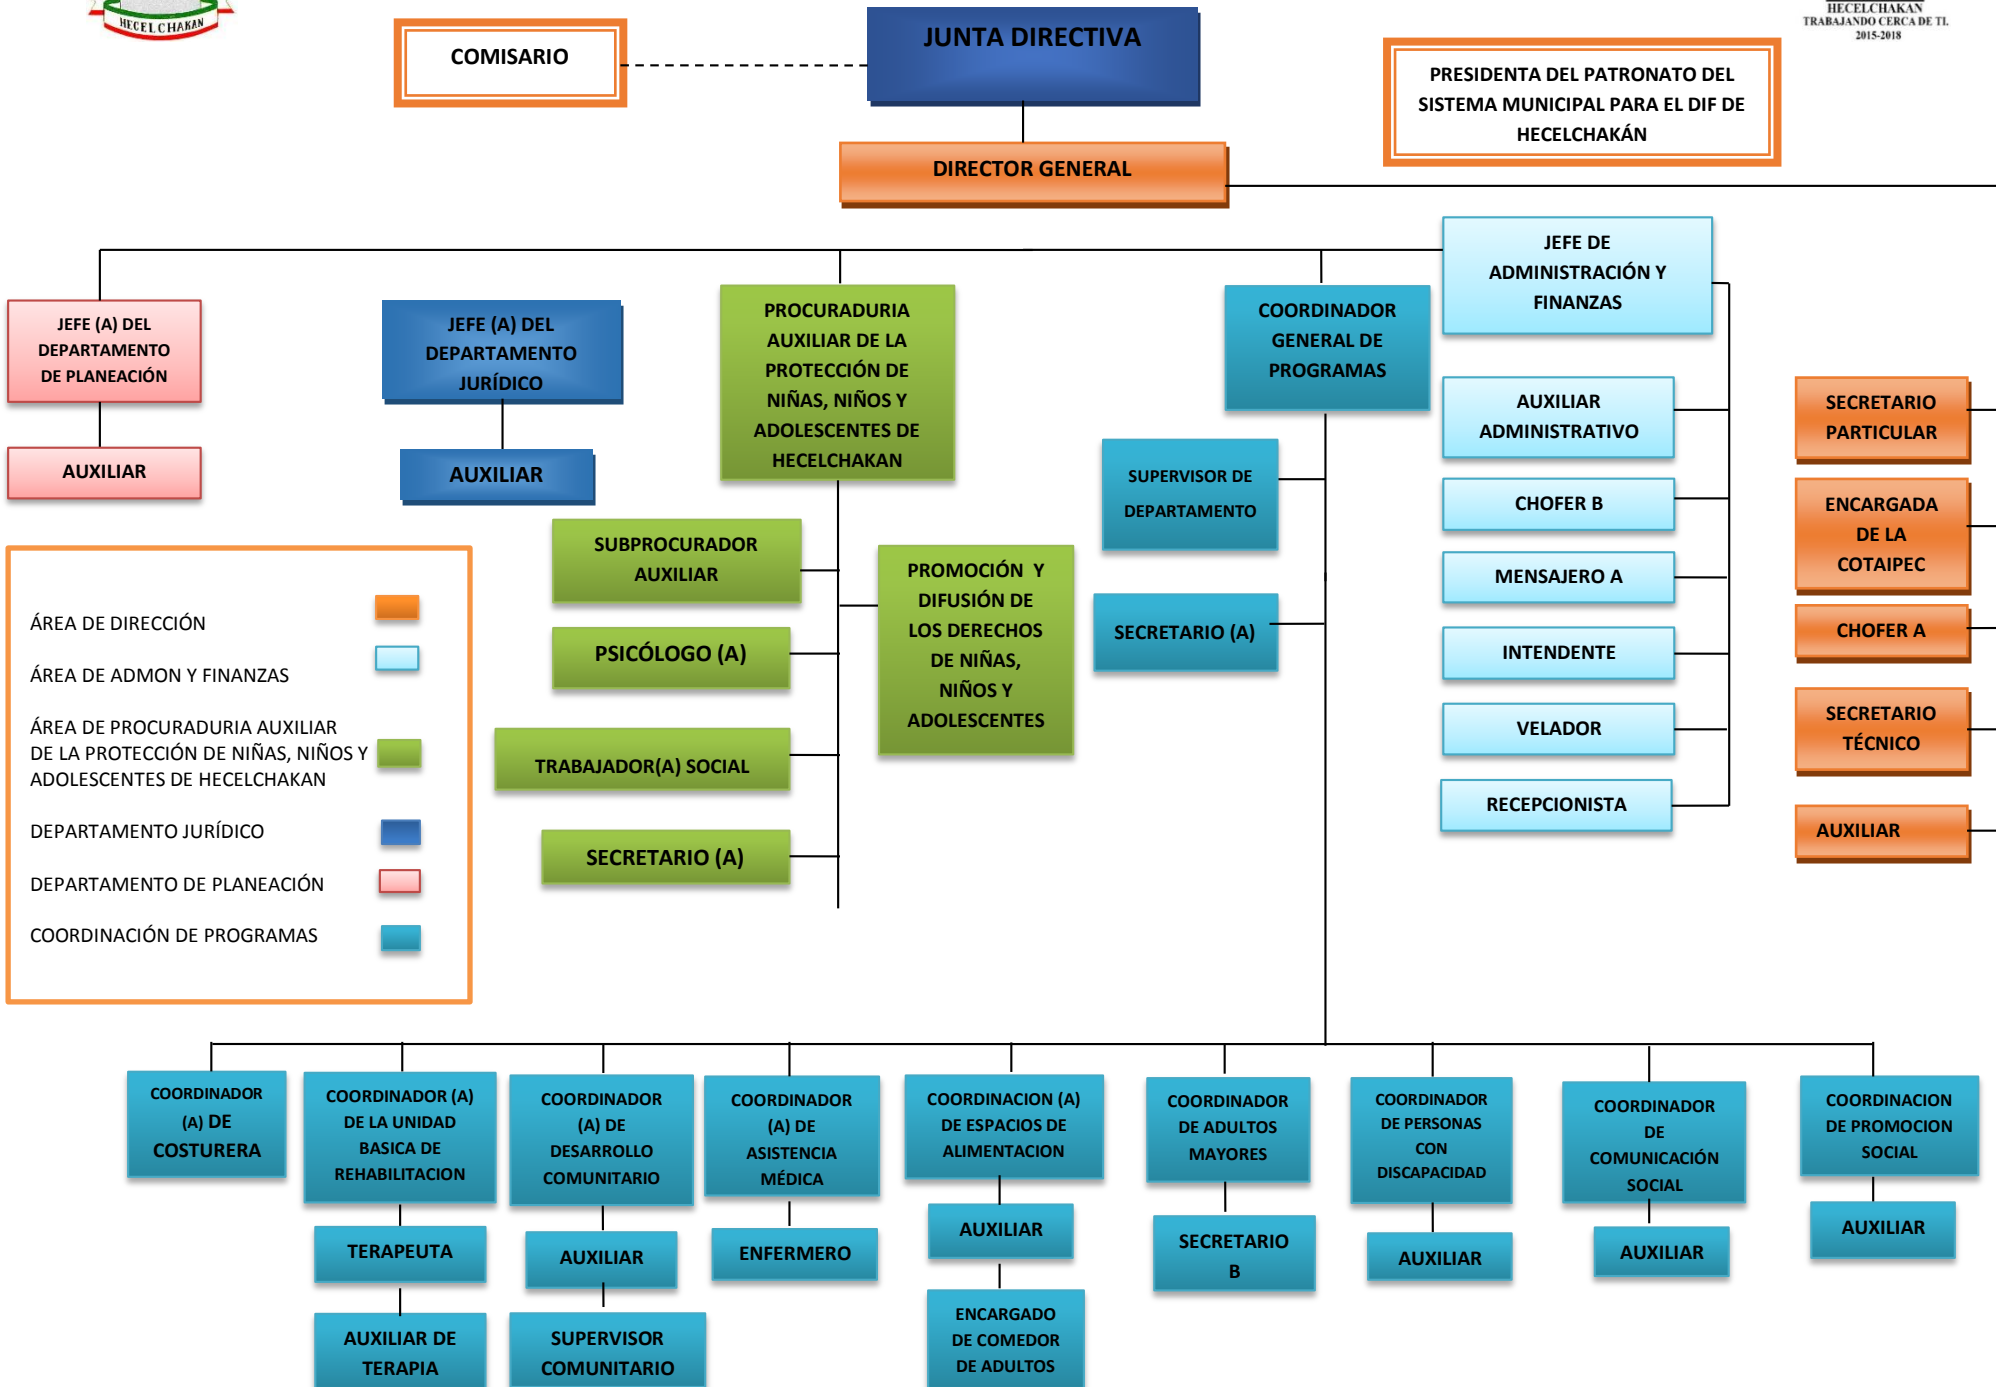 HECELCHAKAN
HECELCHAKAN
TRABAJANDO CERCA DE TI.
2015-2018
COMISARIO
JUNTA DIRECTIVA
PRESIDENTA DEL PATRONATO DEL
SISTEMA MUNICIPAL PARA EL DIF DE
HECELCHAKÁN
DIRECTOR GENERAL
JEFE DE
ADMINISTRACIÓN Y
FINANZAS
JEFE (A) DEL
DEPARTAMENTO
DE PLANEACIÓN
AUXILIAR
JEFE (A) DEL
DEPARTAMENTO
JURÍDICO
AUXILIAR
PROCURADURIA
AUXILIAR DE LA
PROTECCIÓN DE
NIÑAS, NIÑOS Y
ADOLESCENTES DE
HECELCHAKAN
SUBPROCURADOR
AUXILIAR
PSICÓLOGO (A)
TRABAJADOR(A) SOCIAL
SECRETARIO (A)
PROMOCIÓN Y
DIFUSIÓN DE
LOS DERECHOS
DE NIÑAS,
NIÑOS Y
ADOLESCENTES
COORDINADOR
GENERAL DE
PROGRAMAS
SUPERVISOR DE
DEPARTAMENTO
SECRETARIO (A)
AUXILIAR
ADMINISTRATIVO
CHOFER B
MENSAJERO A
INTENDENTE
VELADOR
RECEPCIONISTA
SECRETARIO
PARTICULAR
ENCARGADA
DE LA
COTAIPEC
CHOFER A
SECRETARIO
TÉCNICO
AUXILIAR
ÁREA DE DIRECCIÓN
ÁREA DE ADMON Y FINANZAS
ÁREA DE PROCURADURIA AUXILIAR
DE LA PROTECCIÓN DE NIÑAS, NIÑOS Y
ADOLESCENTES DE HECELCHAKAN
DEPARTAMENTO JURÍDICO
DEPARTAMENTO DE PLANEACIÓN
COORDINACIÓN DE PROGRAMAS
COORDINADOR
(A) DE
COSTURERA
COORDINADOR (A)
DE LA UNIDAD
BASICA DE
REHABILITACION
TERAPEUTA
AUXILIAR DE
TERAPIA
COORDINADOR
(A) DE
DESARROLLO
COMUNITARIO
AUXILIAR
SUPERVISOR
COMUNITARIO
COORDINADOR
(A) DE
ASISTENCIA
MÉDICA
ENFERMERO
COORDINACION (A)
DE ESPACIOS DE
ALIMENTACION
AUXILIAR
ENCARGADO
DE COMEDOR
DE ADULTOS
COORDINADOR
DE ADULTOS
MAYORES
SECRETARIO
B
COORDINADOR
DE PERSONAS
CON
DISCAPACIDAD
AUXILIAR
COORDINADOR
DE
COMUNICACIÓN
SOCIAL
AUXILIAR
COORDINACION
DE PROMOCION
SOCIAL
AUXILIAR